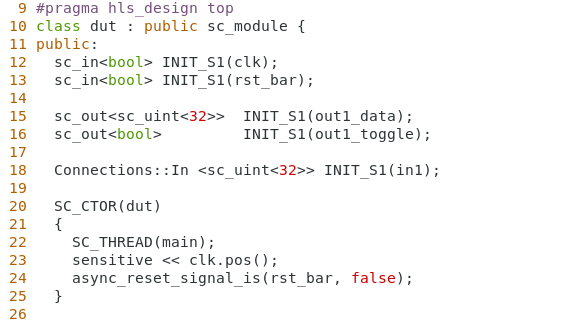 9 #pragma hls_design top
10 class dut : public sc_module {
11 public:
12   sc_in<bool> INIT_S1(clk);
13   sc_in<bool> INIT_S1(rst_bar);
14
15   sc_out<sc_uint<32>>  INIT_S1(out1_data);
16   sc_out<bool>         INIT_S1(out1_toggle);
17
18   Connections::In <sc_uint<32>> INIT_S1(in1);
19
20   SC_CTOR(dut)
21   {
22     SC_THREAD(main);
23     sensitive << clk.pos();
24     async_reset_signal_is(rst_bar, false);
25   }
26